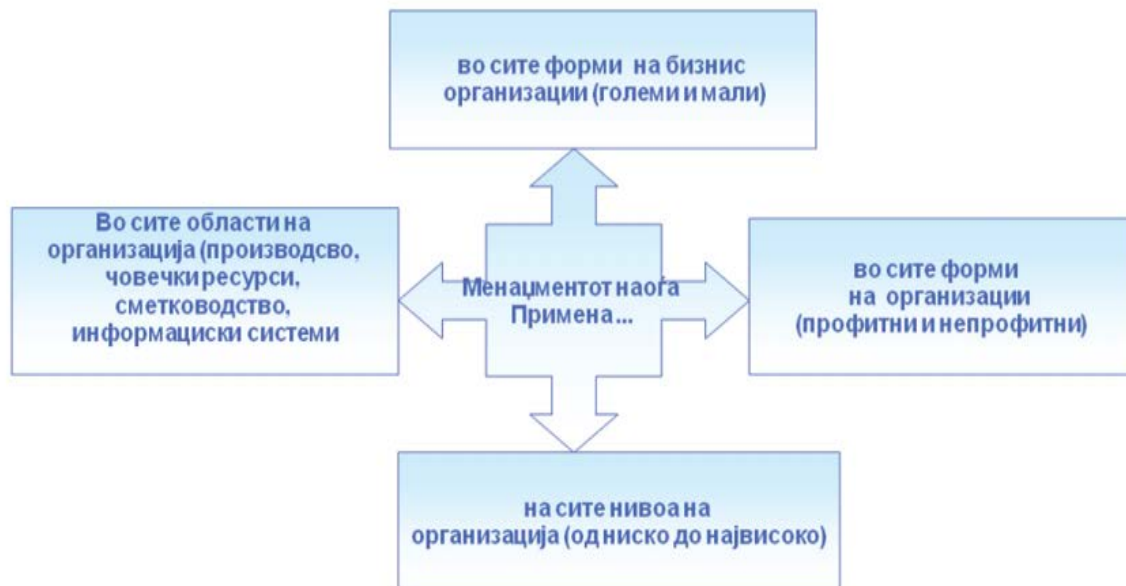 во сите форми на бизнис
организации (големи и мали)
Во сите области на
организација (производсво,
човечки ресурси,
сметководство,
информациски системи
Менаџментот наоѓа
Примена...
во сите форми
на организации
(профитни и непрофитни)
на сите нивоа на
организација (од ниско до највисоко)